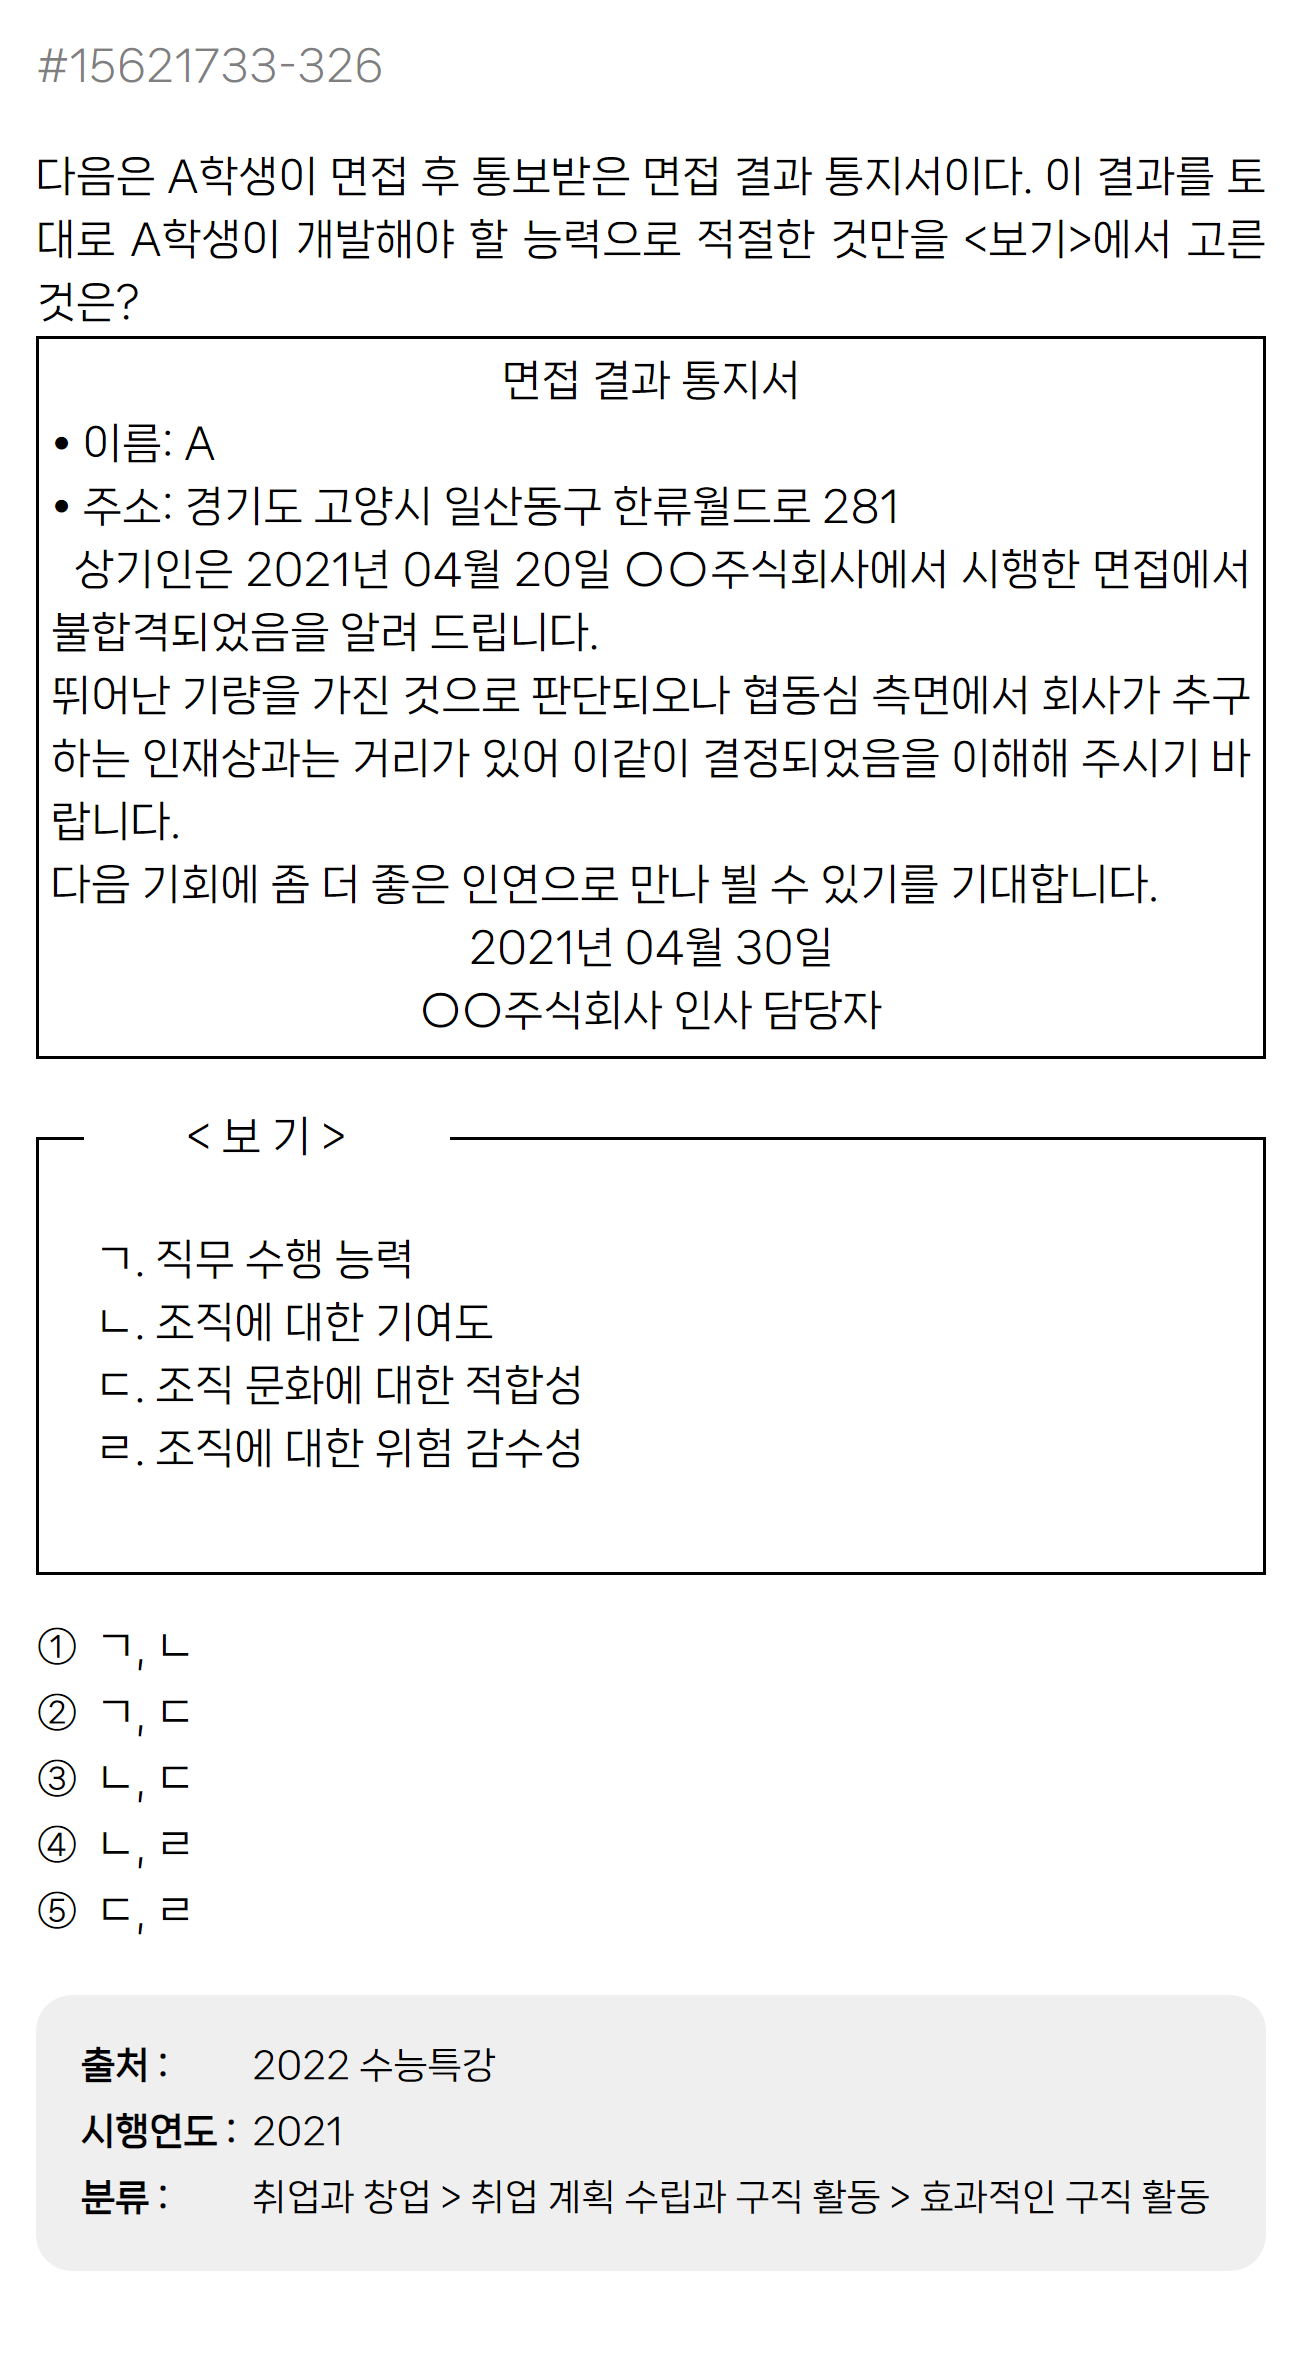 #15621733-326
다음은 A학생이 면접 후 통보받은 면접 결과 통지서이다. 이 결과를 토
대로 A학생이 개발해야 할 능력으로 적절한 것만을 <보기>에서 고른
것은?
면접 결과 통지서
• 이름: A
• 주소: 경기도 고양시 일산동구 한류월드로 281
상기인은 2021년 04월 20일 〇〇주식회사에서 시행한 면접에서
불합격되었음을 알려 드립니다.
뛰어난 기량을 가진 것으로 판단되오나 협동심 측면에서 회사가 추구
하는 인재상과는 거리가 있어 이같이 결정되었음을 이해해 주시기 바
랍니다.
다음 기회에 좀 더 좋은 인연으로 만나 뵐 수 있기를 기대합니다.
2021년 04월 30일
〇〇주식회사 인사 담당자
< 보 기 >
ㄱ. 직무 수행 능력
ㄴ. 조직에 대한 기여도
ㄷ. 조직 문화에 대한 적합성
ㄹ. 조직에 대한 위험 감수성
① ㄱ, ㄴ
② ㄱ, ㄷ
③ ㄴ, ㄷ
④ ㄴ, ㄹ
⑤ ㄷ, ㄹ
출처 : 2022 수능특강
시행연도 : 2021
분류 : 취업과 창업 > 취업 계획 수립과 구직 활동 > 효과적인 구직 활동